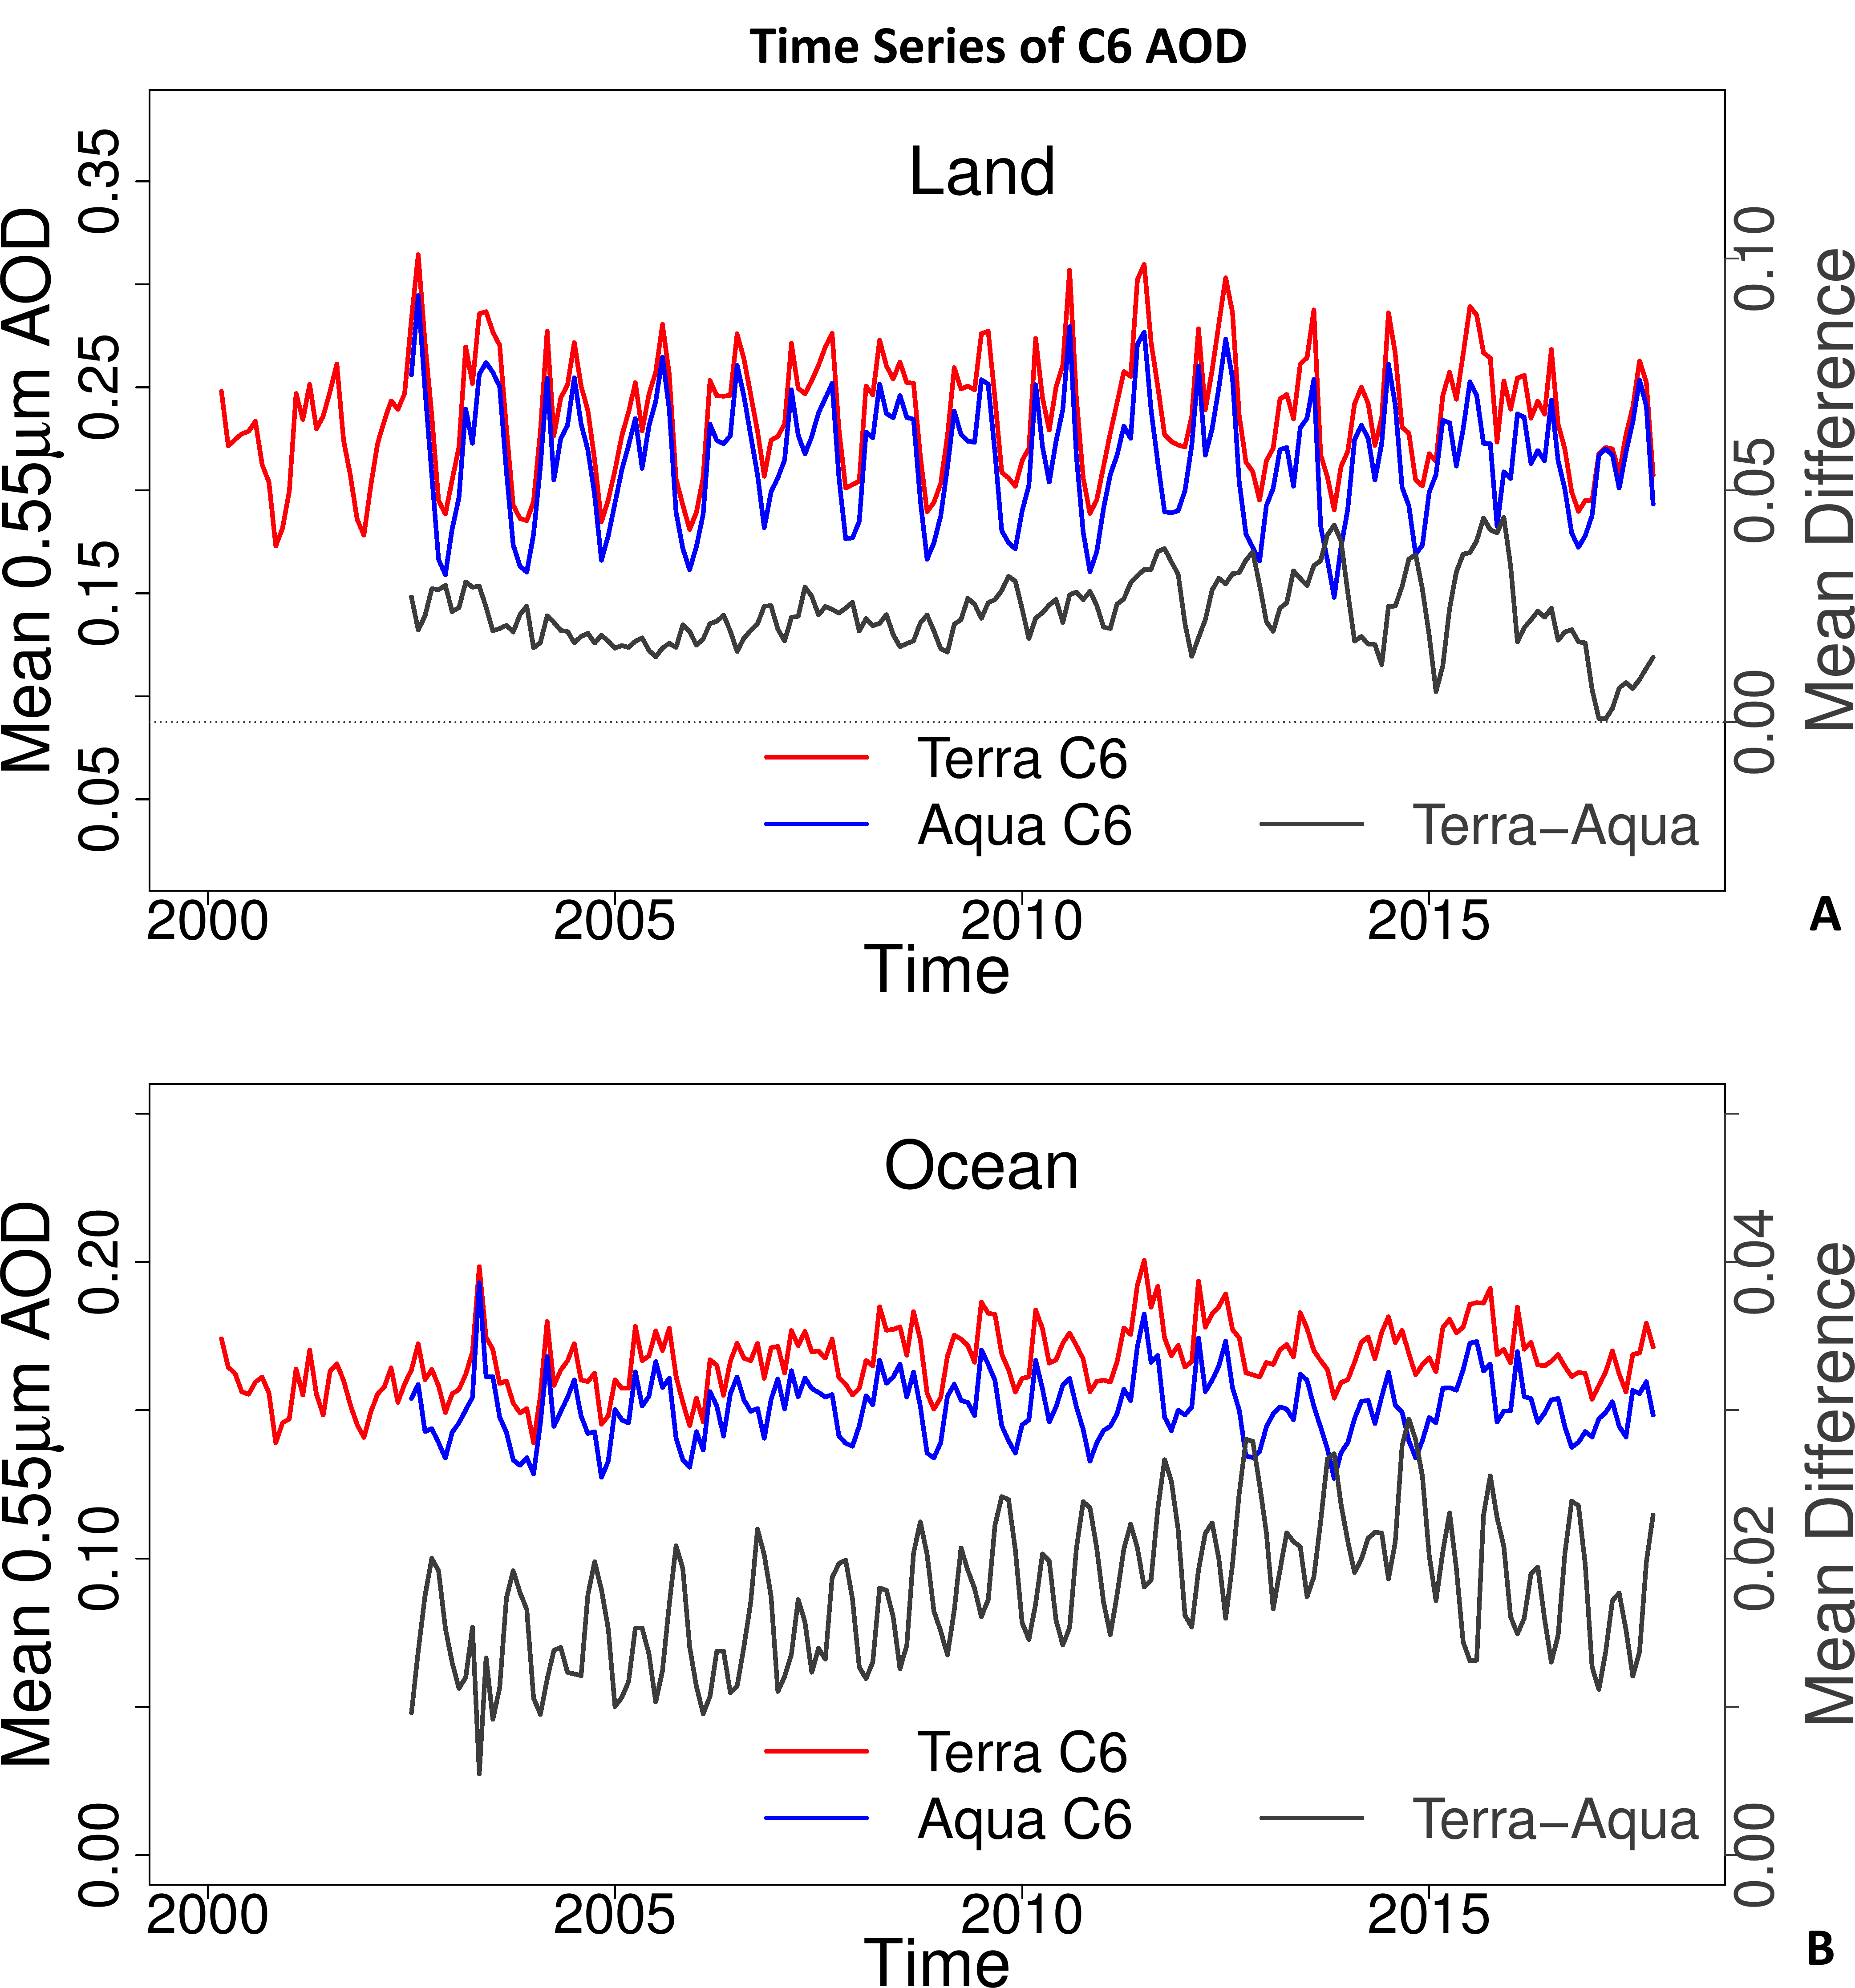 Time Series of C6 AOD
Land
Mean 0.55µm AOD
0.05 0.15 0.25 0.35
Mean Difference
0.00 0.05 0.10
Terra C6
Aqua C6
Terra−Aqua
2000 2005 2010 2015
Time
A
Ocean
Mean 0.55µm AOD
0.00 0.10 0.20
Mean Difference
0.00 0.02 0.04
Terra C6
Aqua C6
Terra−Aqua
2000 2005 2010 2015
Time
B